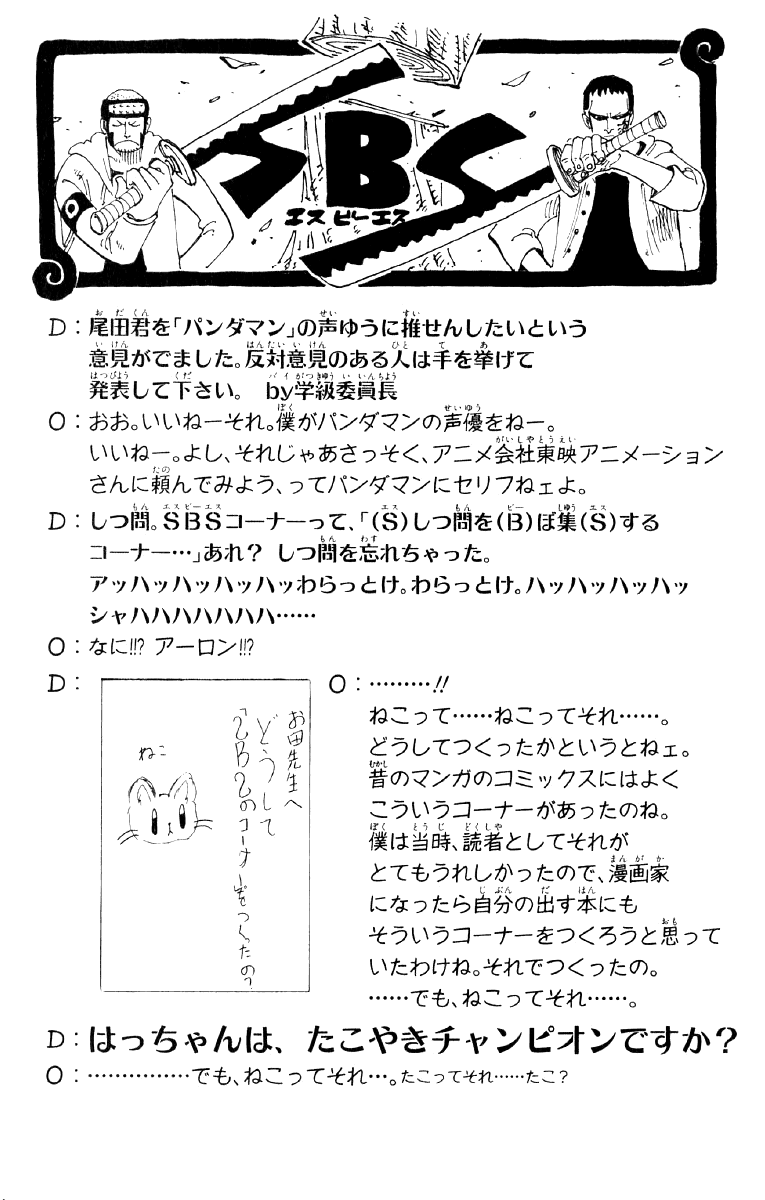 SBS
エスビーエス
D：尾田君を「パンダマン」の声ゆうに推せんしたいという
意見がでました。反対意見のある人は手を挙げて
発表して下さい。 by学級委員長
O：おお。いいねーそれ。僕がパンダマンの声優をねー。
いいねー。よし、それじゃあさっそく、アニメ会社東映アニメーション
さんに頼んでみよう、ってパンダマンにセリフねェよ。
D：しつ問。SBSコーナーって、「(S)しつ問を(B)ぼ集(S)する
コーナー…」あれ？ しつ問を忘れちゃった。
アッハッハッハッハッわらっとけ。わらっとけ。ハッハッハッハッ
シャハハハハハハハ……
O：なに!!? アーロン!!?
D：
お田先生へ
どうして
「2B2のコーナーをつくったの?
ねこ
O：………!!
ねこって……ねこってそれ……。
どうしてつくったかというとねェ。
昔のマンガのコミックスにはよく
こういうコーナーがあったのね。
僕は当時、読者としてそれが
とてもうれしかったので、漫画家
になったら自分の出す本にも
そういうコーナーをつくろうと思って
いたわけね。それでつくったの。
……でも、ねこってそれ……。
D：はっちゃんは、たこやきチャンピオンですか？
O：……………でも、ねこってそれ…。たこってそれ……たこ？